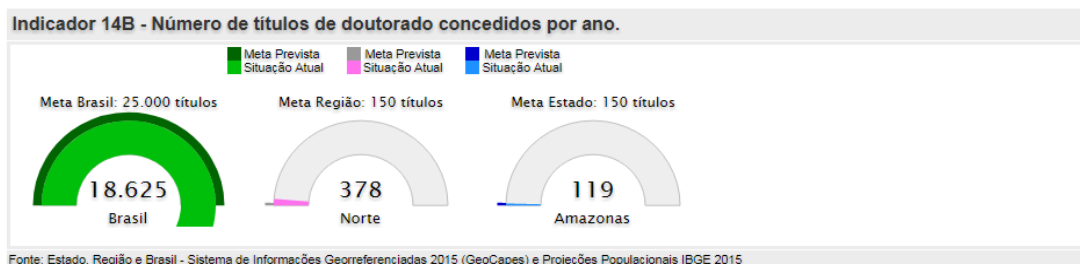 Indicador 14B - Número de títulos de doutorado concedidos por ano.
Meta Prevista Meta Prevista Meta Prevista
Situação Atual Situação Atual Situação Atual
Meta Brasil: 25.000 títulos Meta Região: 150 títulos Meta Estado: 150 títulos
18.625 378 119
Brasil Norte Amazonas
Fonte: Estado, Região e Brasil - Sistema de Informações Georreferenciadas 2015 (GeoCapes) e Projeções Populacionais IBGE 2015